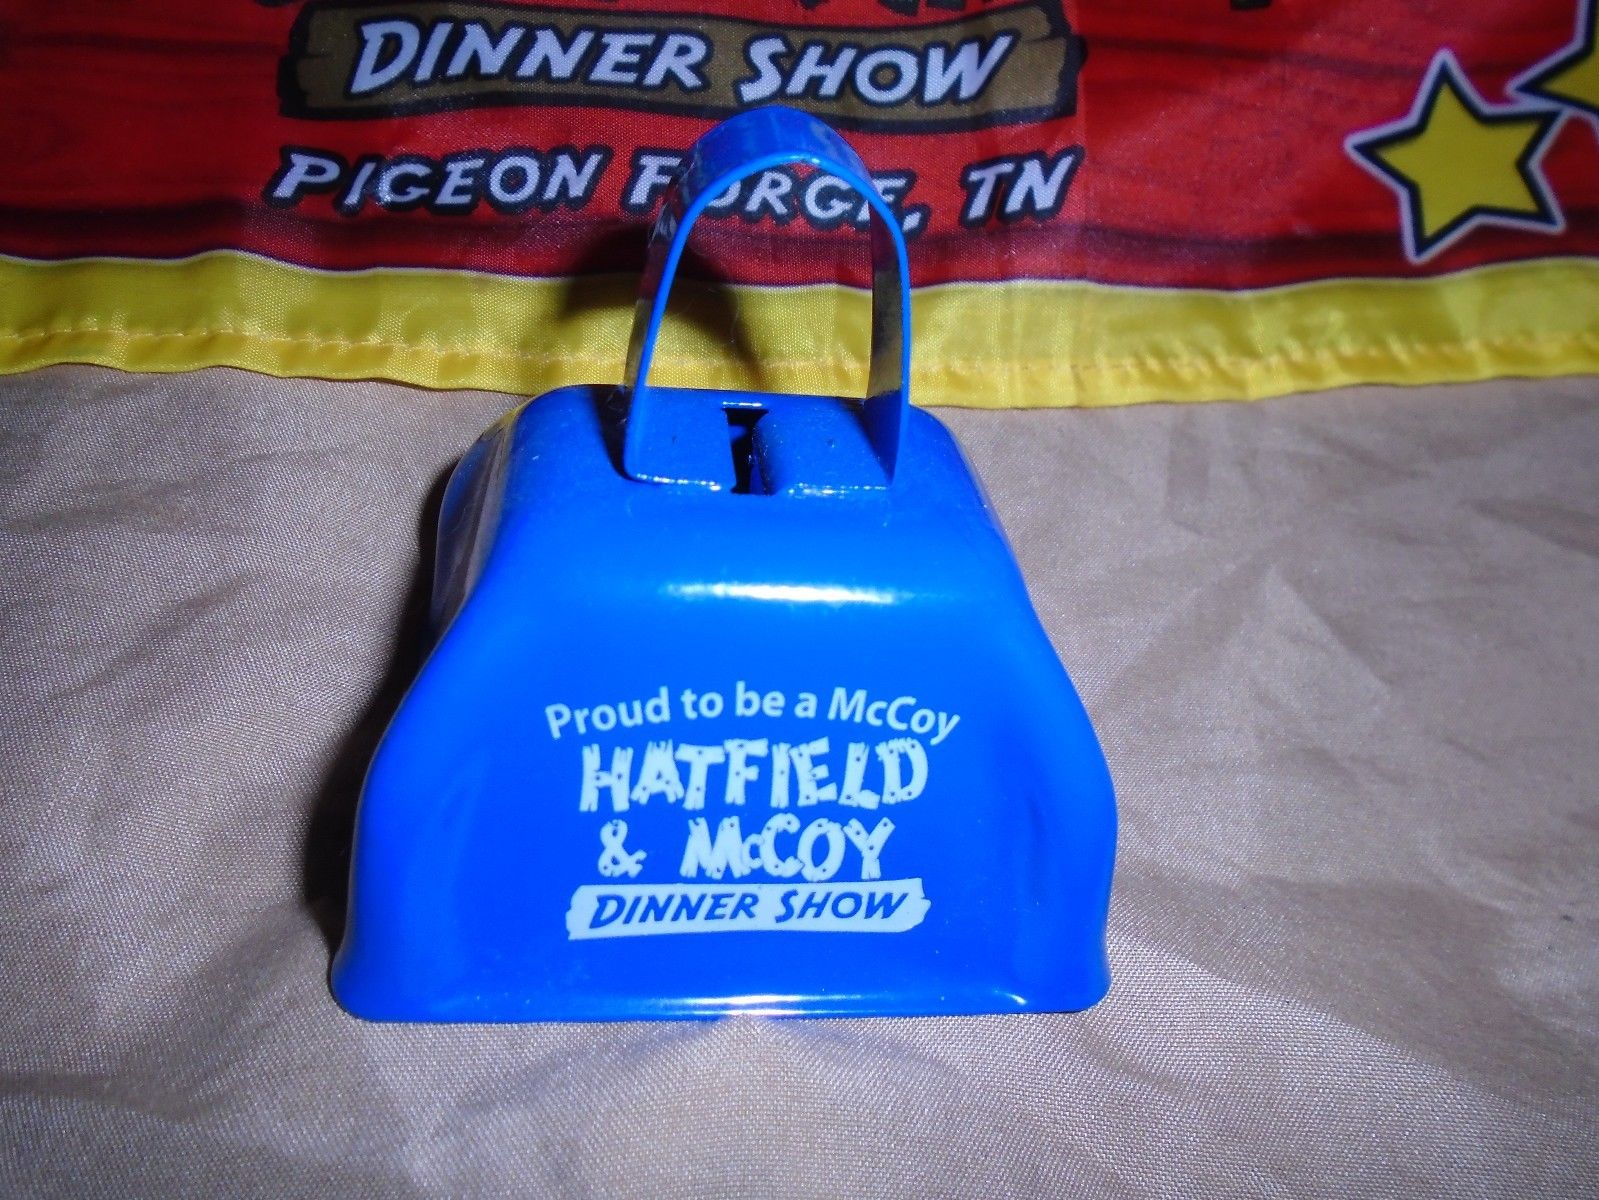 DINNER SHOW
PIGEON FORGE, TN
Proud to be a McCoy
HATFIELD
& McCOY
DINNER SHOW